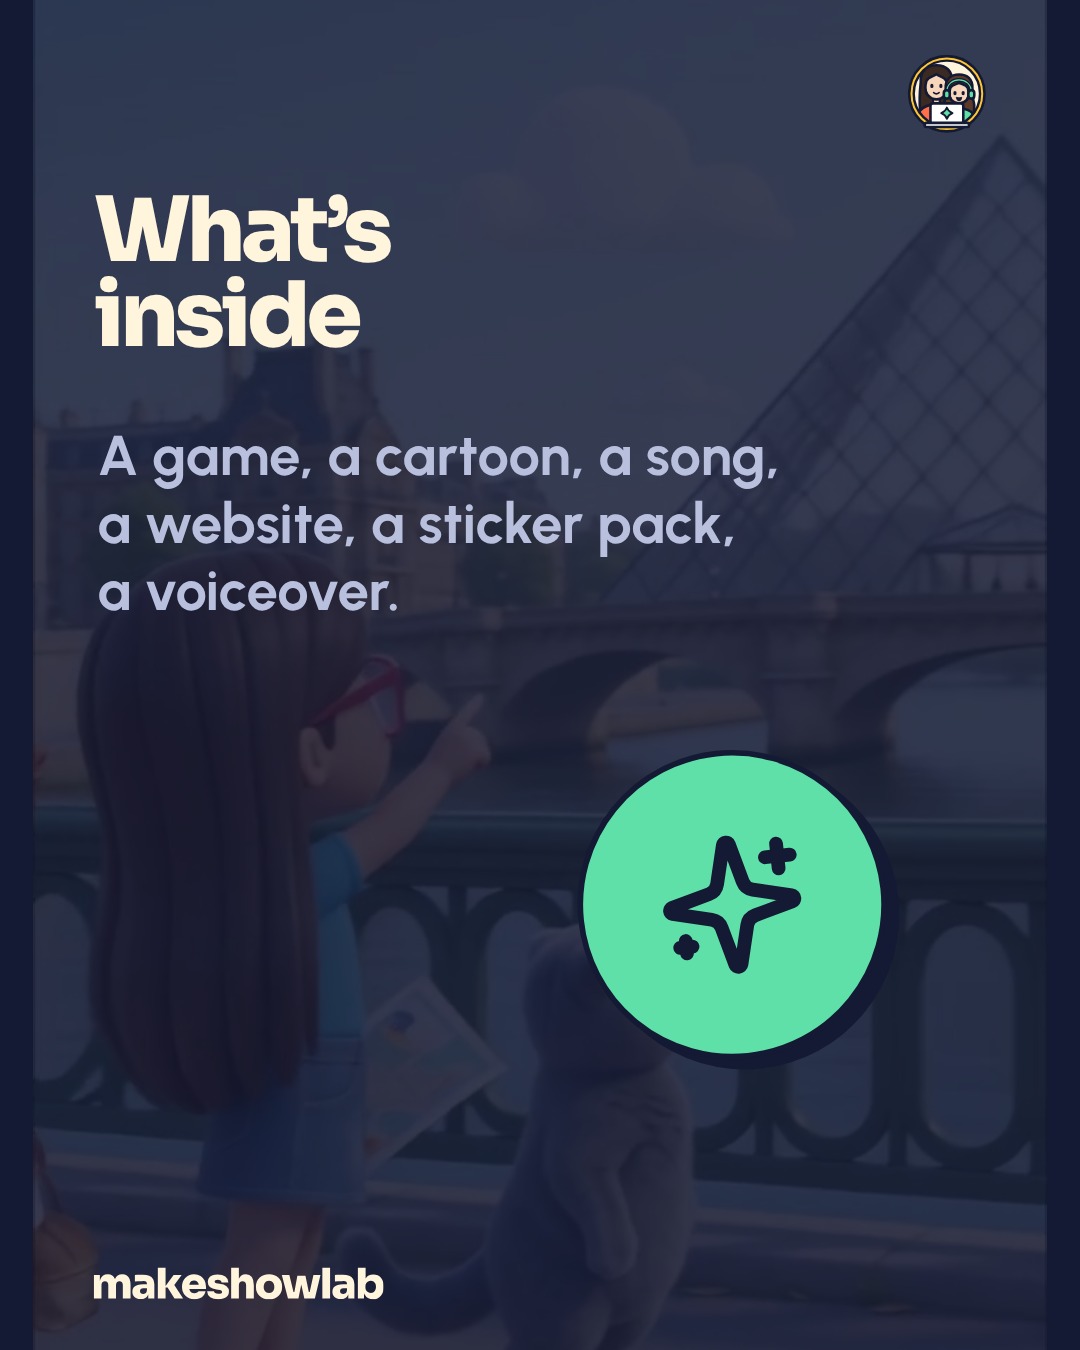 What’s
inside
A game, a cartoon, a song,
a website, a sticker pack,
a voiceover.
makeshowlab